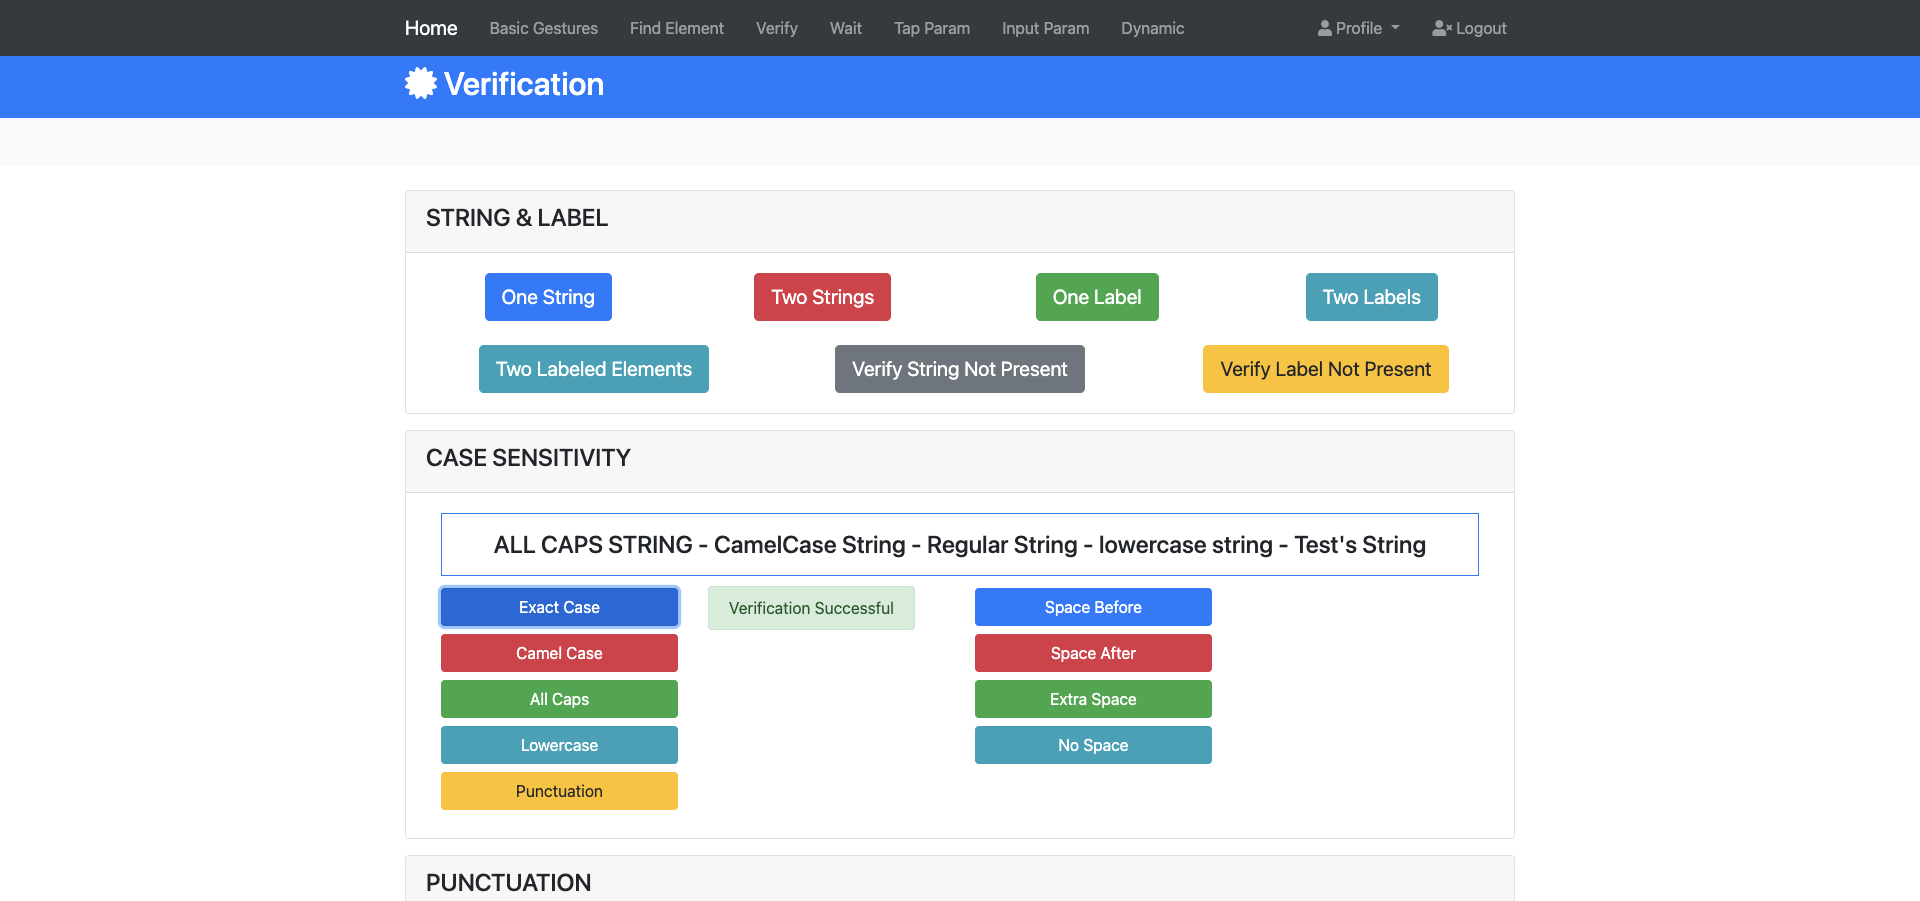 Home Basic Gestures Find Element Verify Wait Tap Param Input Param Dynamic Profile Logout
Verification
STRING & LABEL
One String Two Strings One Label Two Labels
Two Labeled Elements Verify String Not Present Verify Label Not Present
CASE SENSITIVITY
ALL CAPS STRING - CamelCase String - Regular String - lowercase string - Test's String
Exact Case Verification Successful Space Before
Camel Case Space After
All Caps Extra Space
Lowercase No Space
Punctuation
PUNCTUATION